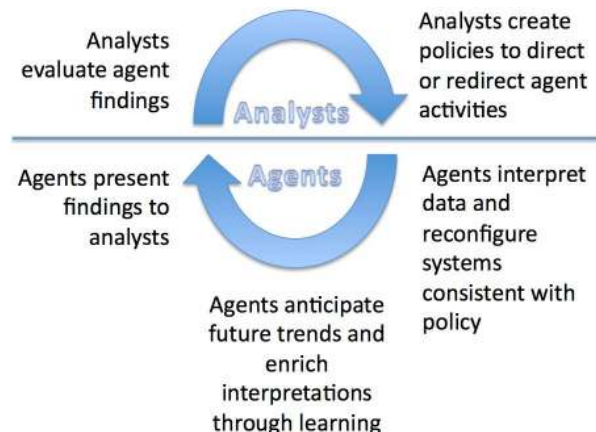 Analysts
evaluate agent
findings
Analysts create
policies to direct
or redirect agent
activities
Analysts
Agents
Agents present
findings to
analysts
Agents interpret
data and
reconfigure
systems
consistent with
policy
Agents anticipate
future trends and
enrich
interpretations
through learning